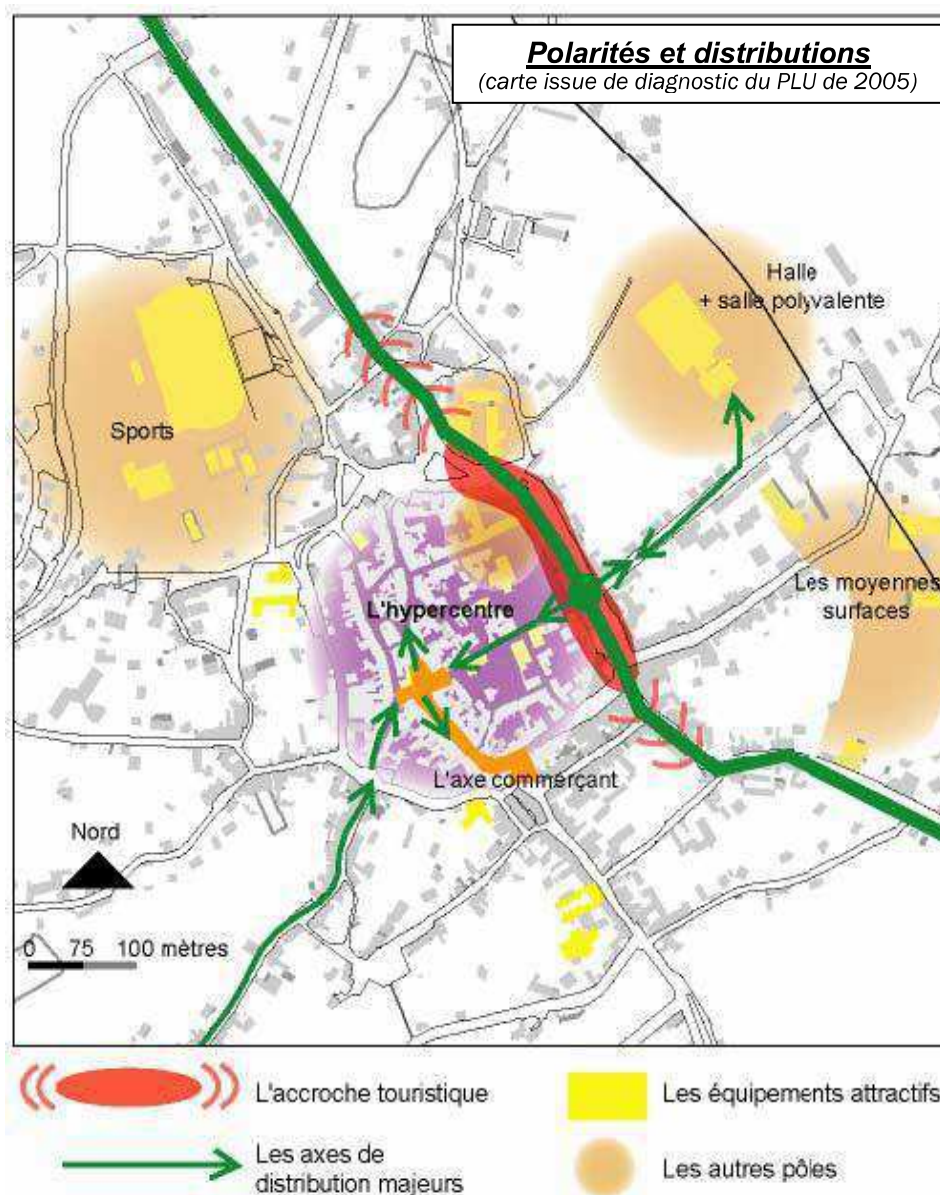 Polarités et distributions
(carte issue de diagnostic du PLU de 2005)
Halle
+ salle polyvalente
Sports
Les moyennes
surfaces
L'hypercentre
L'axe commerçant
Nord
0 75 100 mètres
L'accroche touristique
Les équipements attractifs
Les axes de
distribution majeurs
Les autres pôles